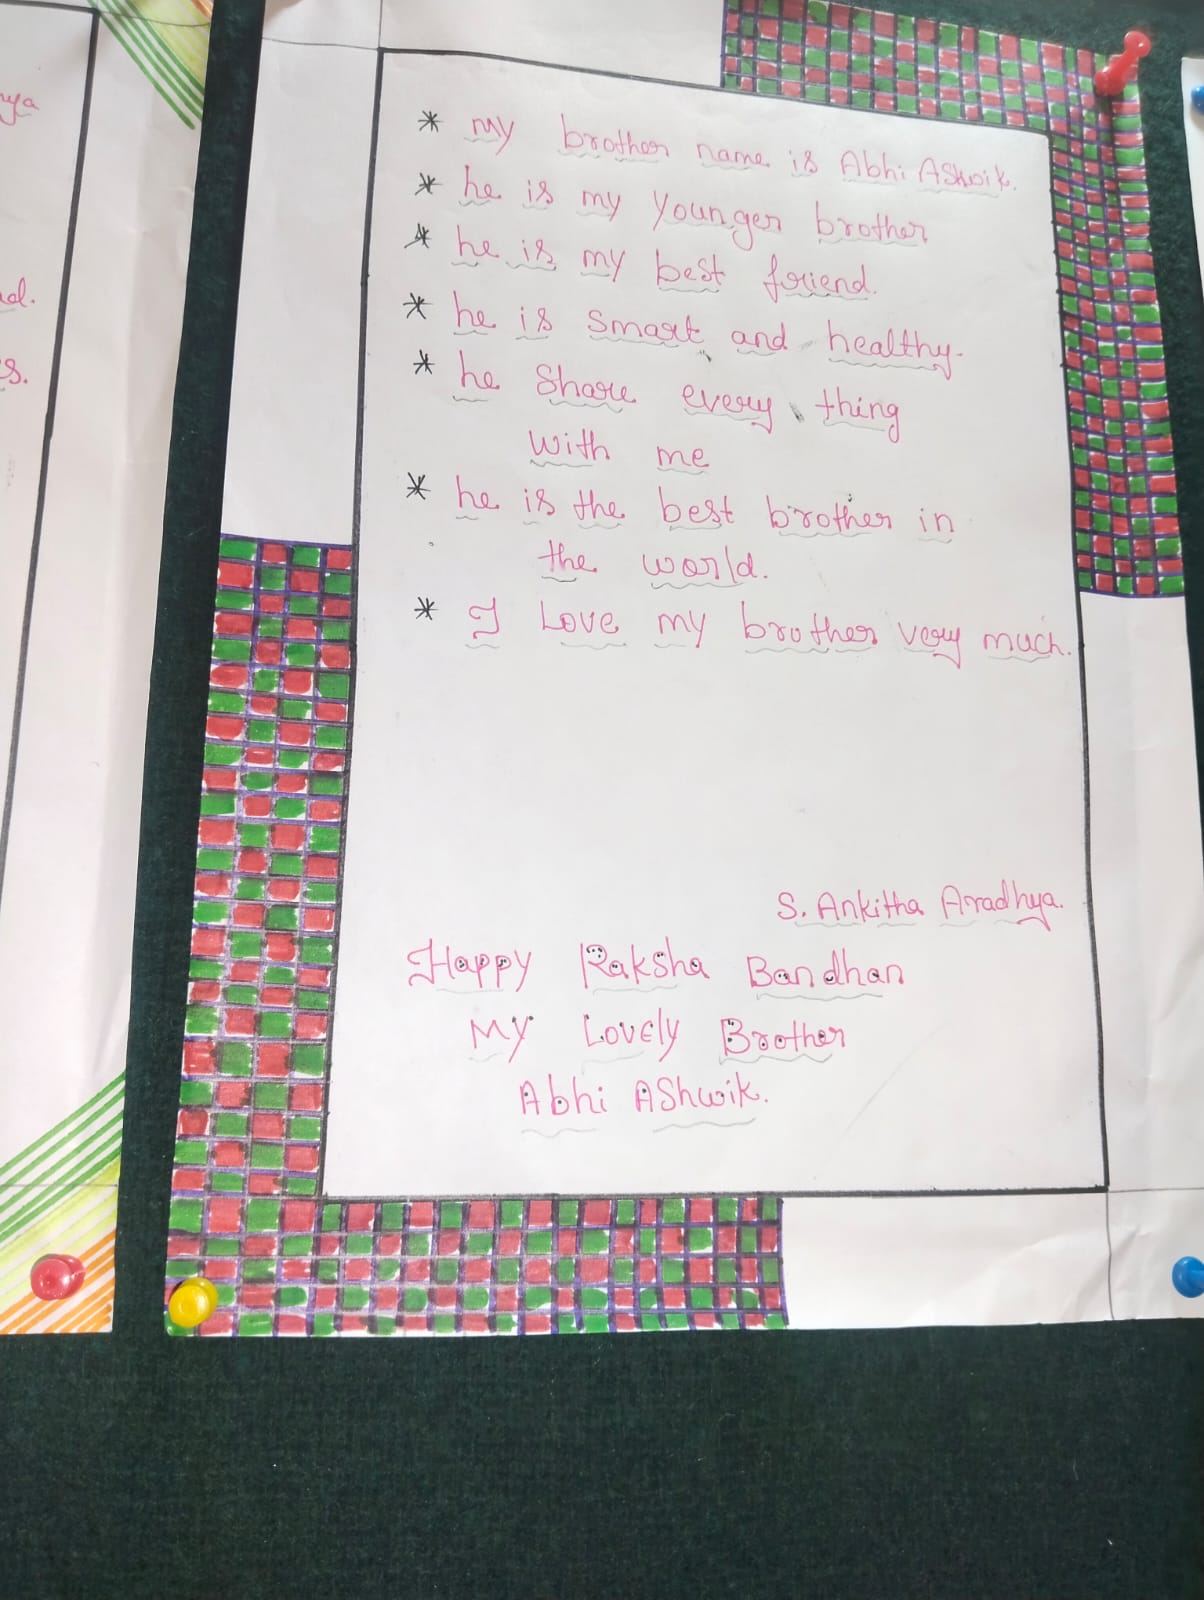 * My brother name is Abhi AShwik.
* he is my younger brother
* he is my best friend.
* he is smart and healthy.
* he Share every thing
with me
* he is the best brother in
the world.
* I Love my brother very much.
S. Ankitha Aradhya.
Happy Raksha Bandhan
My Lovely Brother
Abhi AShwik.